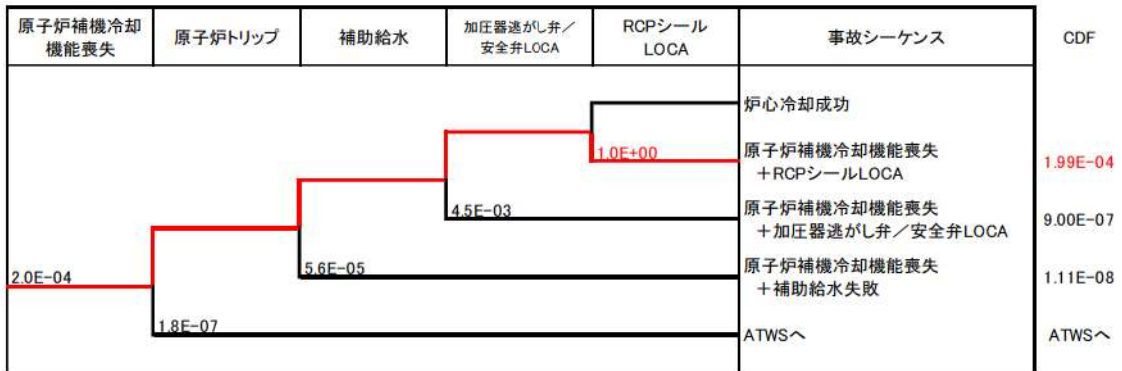 原子炉補機冷却
機能喪失
原子炉トリップ
補助給水
加圧器逃がし弁／
安全弁LOCA
RCPシール
LOCA
事故シーケンス
CDF
炉心冷却成功
1.0E+00
原子炉補機冷却機能喪失
＋RCPシールLOCA
1.99E-04
4.5E-03
原子炉補機冷却機能喪失
＋加圧器逃がし弁／安全弁LOCA
9.00E-07
2.0E-04
5.6E-05
原子炉補機冷却機能喪失
＋補助給水失敗
1.11E-08
1.8E-07
ATWSへ
ATWSへ